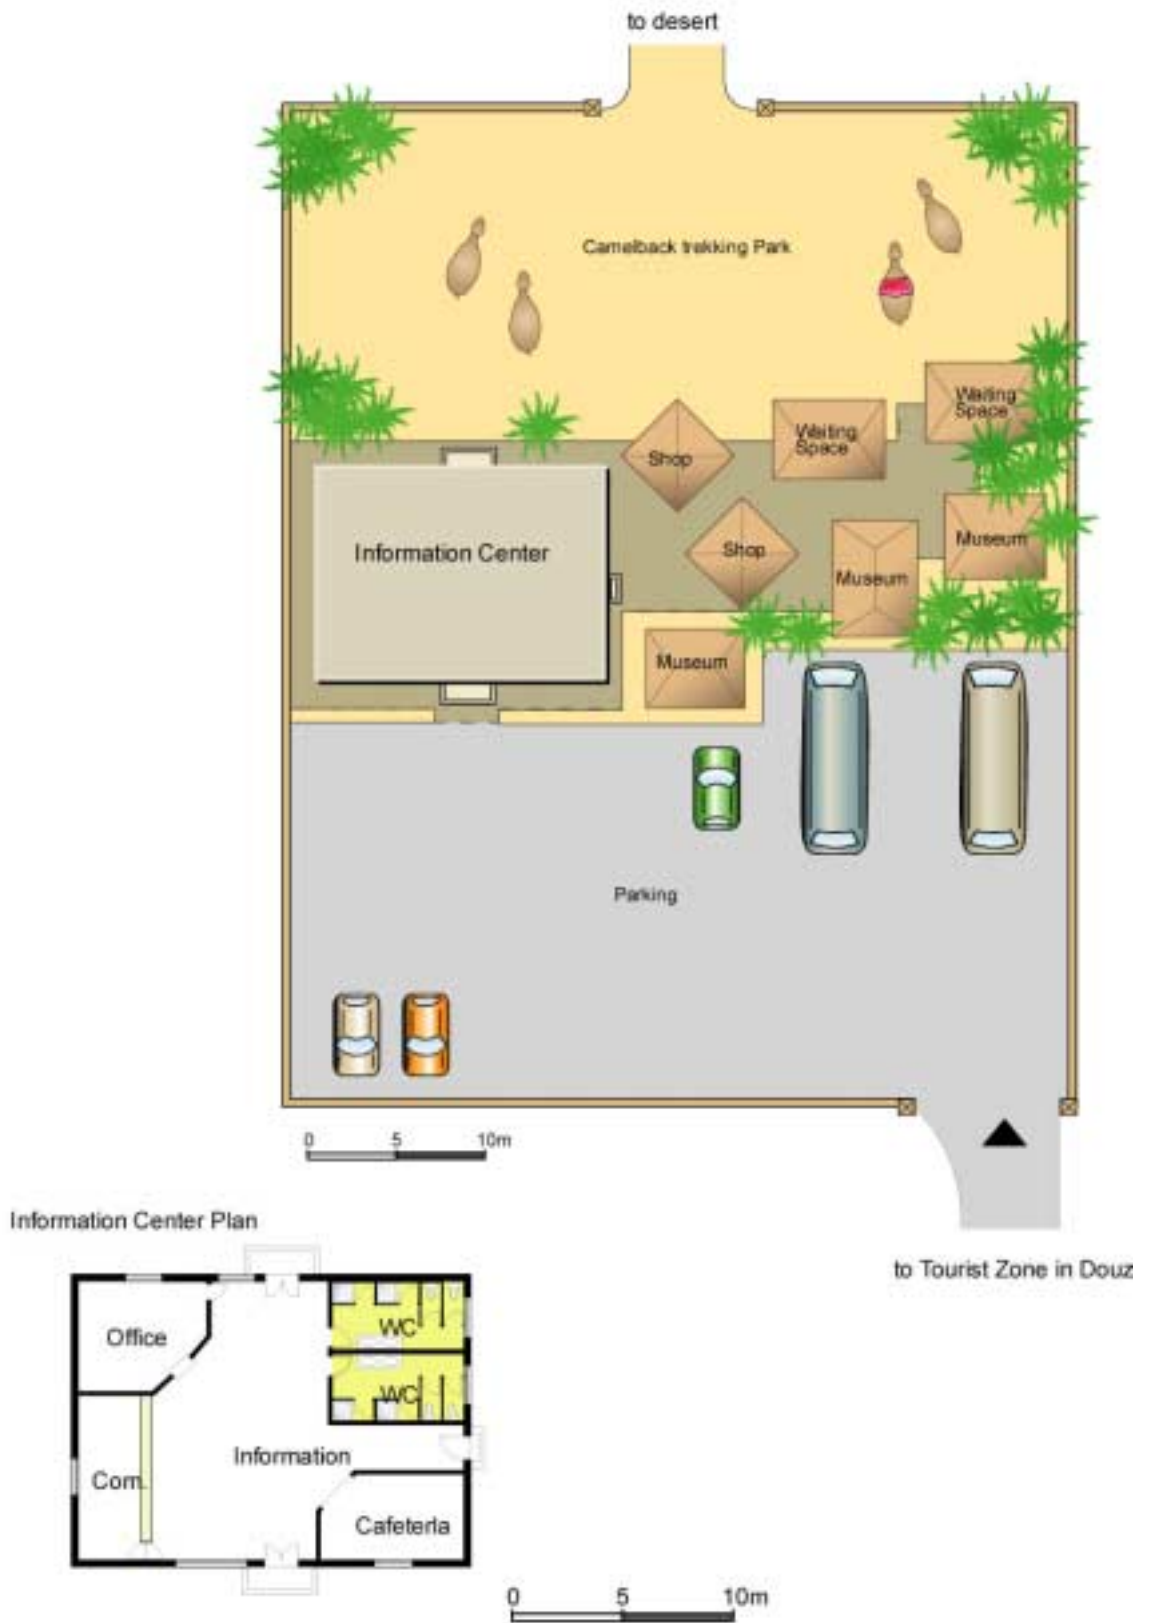 to desert
Camelback trekking Park
Waiting
Space
Waiting
Space
Shop
Shop
Information Center
Museum
Museum
Museum
Parking
0 5 10m
Information Center Plan
to Tourist Zone in Douz
Office
WC
WC
Information
Com.
Cafeteria
0 5 10m